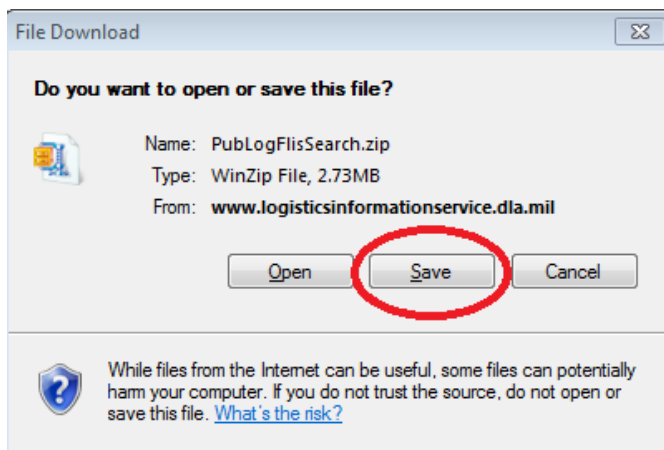 File Download
Do you want to open or save this file?
Name: PubLogFlisSearch.zip
Type: WinZip File, 2.73MB
From: www.logisticsinformationservice.dla.mil
Open Save Cancel
While files from the Internet can be useful, some files can potentially
harm your computer. If you do not trust the source, do not open or
save this file. What's the risk?